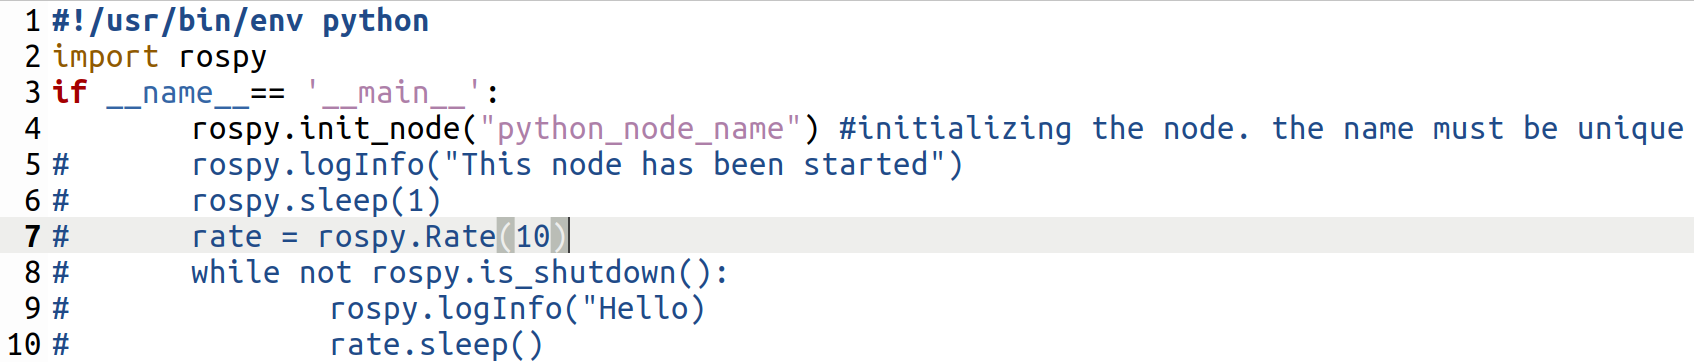 1 #!/usr/bin/env python
2 import rospy
3 if __name__== '__main__':
4 rospy.init_node("python_node_name") #initializing the node. the name must be unique
5 # rospy.logInfo("This node has been started")
6 # rospy.sleep(1)
7 # rate = rospy.Rate(10)
8 # while not rospy.is_shutdown():
9 # rospy.logInfo("Hello)
10 # rate.sleep()